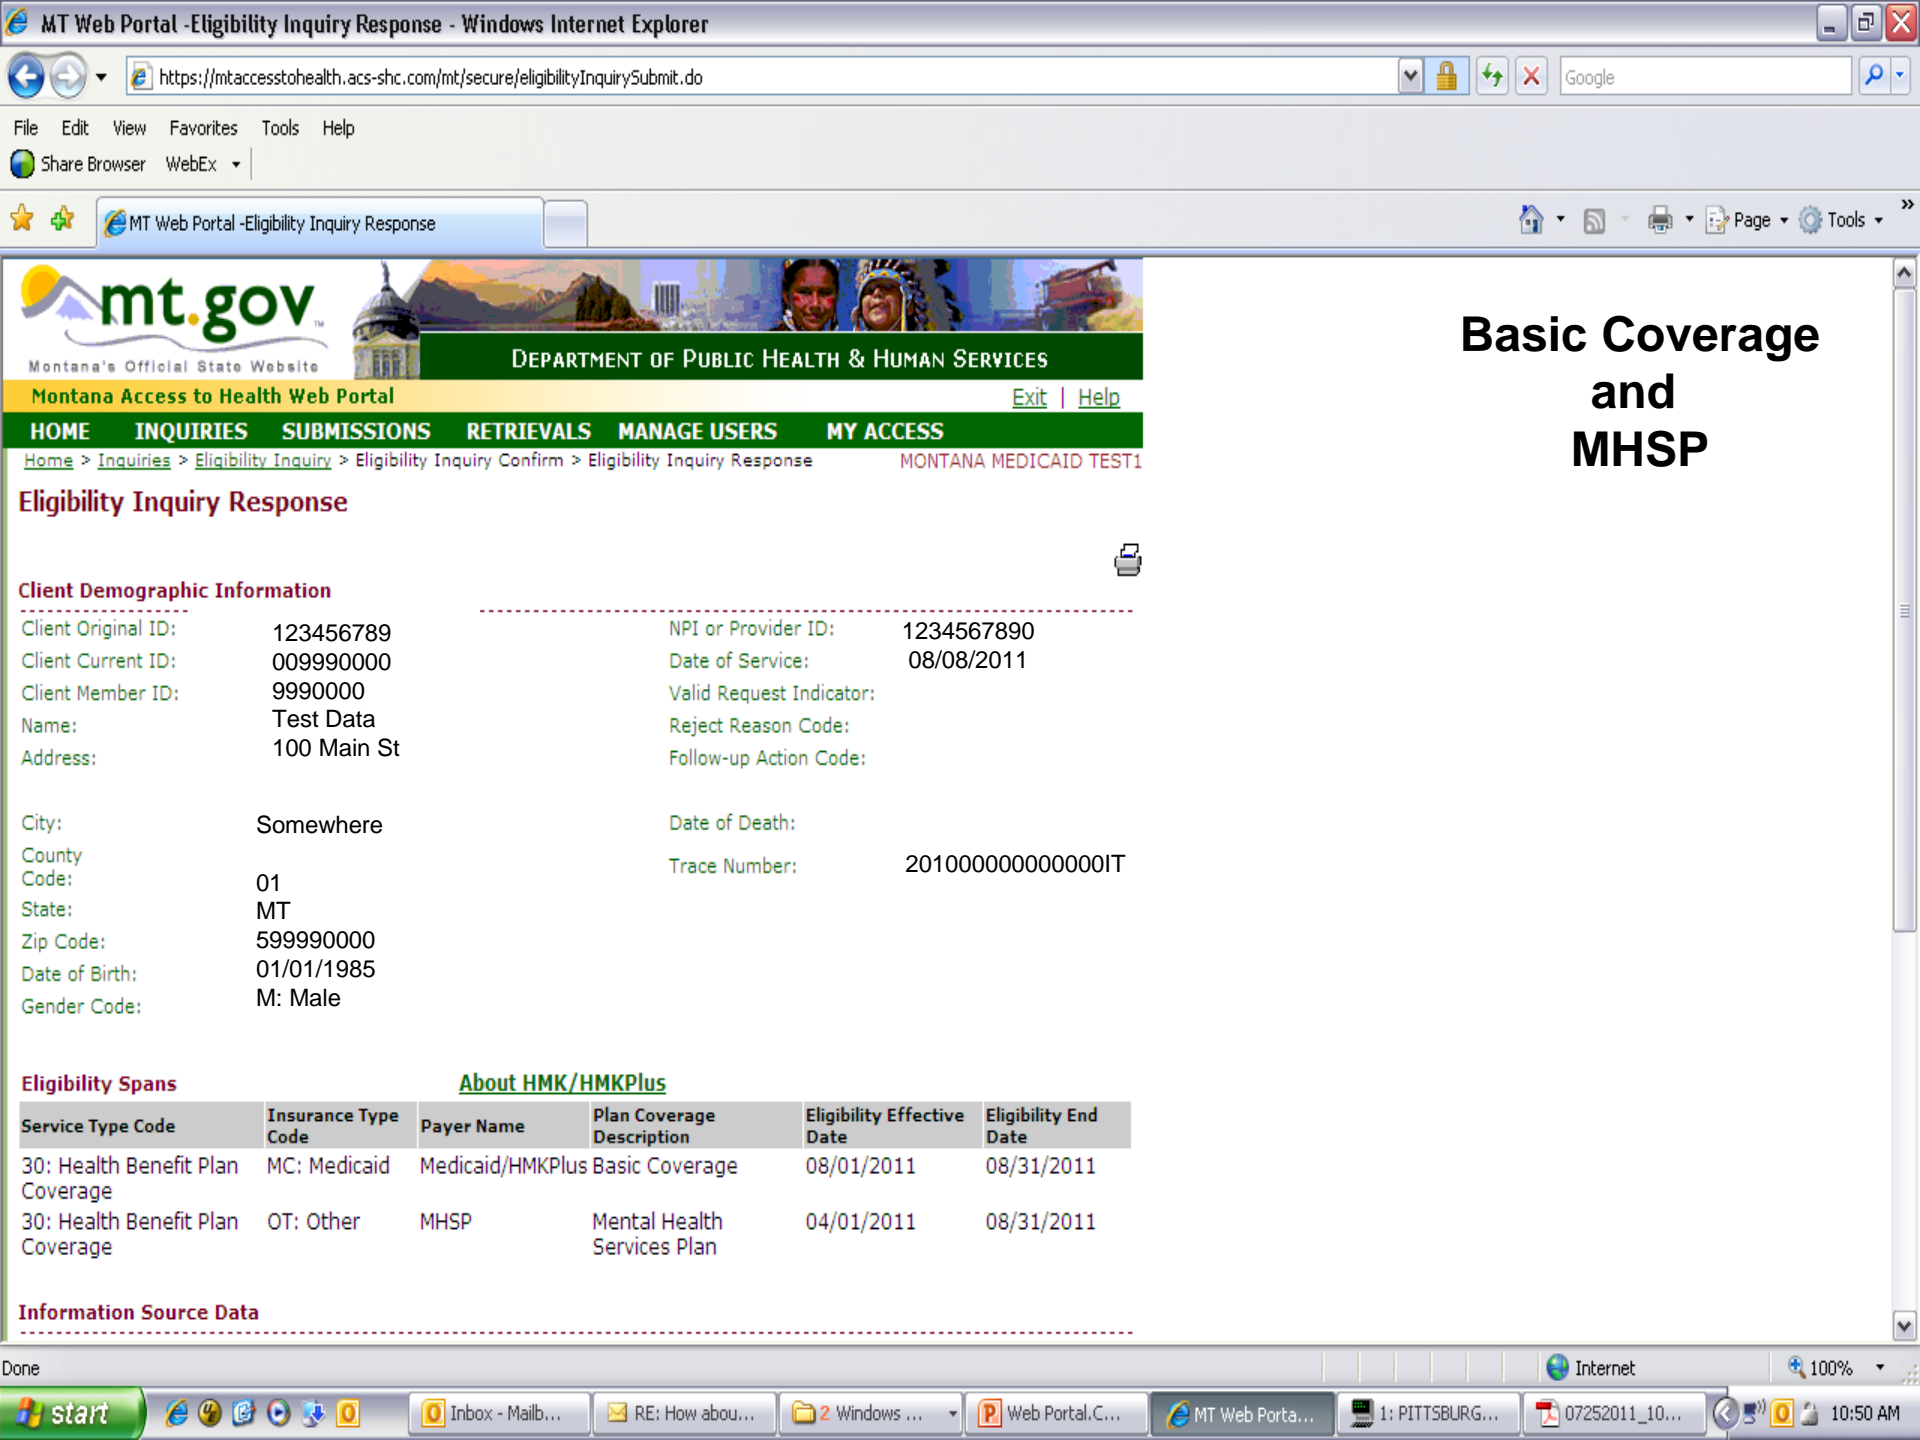 MT Web Portal -Eligibility Inquiry Response - Windows Internet Explorer
https://mtaccesstohealth.acs-shc.com/mt/secure/eligibilityInquirySubmit.do
Google
File Edit View Favorites Tools Help
Share Browser WebEx
MT Web Portal -Eligibility Inquiry Response
Page Tools »
mt.gov™
Montana's Official State Website
DEPARTMENT OF PUBLIC HEALTH & HUMAN SERVICES
Montana Access to Health Web Portal
Exit | Help
HOME INQUIRIES SUBMISSIONS RETRIEVALS MANAGE USERS MY ACCESS
Home > Inquiries > Eligibility Inquiry > Eligibility Inquiry Confirm > Eligibility Inquiry Response MONTANA MEDICAID TEST1
Basic Coverage
and
MHSP
Eligibility Inquiry Response
Client Demographic Information
Client Original ID: 123456789 NPI or Provider ID: 1234567890
Client Current ID: 009990000 Date of Service: 08/08/2011
Client Member ID: 9990000 Valid Request Indicator:
Name: Test Data Reject Reason Code:
Address: 100 Main St Follow-up Action Code:
City: Somewhere Date of Death:
County
Code: 01 Trace Number: 201000000000000IT
State: MT
Zip Code: 599990000
Date of Birth: 01/01/1985
Gender Code: M: Male
Eligibility Spans About HMK/HMKPlus
Service Type Code Insurance Type Code Payer Name Plan Coverage Description Eligibility Effective Date Eligibility End Date
30: Health Benefit Plan Coverage MC: Medicaid Medicaid/HMKPlus Basic Coverage 08/01/2011 08/31/2011
30: Health Benefit Plan Coverage OT: Other MHSP Mental Health Services Plan 04/01/2011 08/31/2011
Information Source Data
Done Internet 100%
start Inbox - Mailb... RE: How abou... 2 Windows ... Web Portal.C... MT Web Porta... 1: PITTSBURG... 07252011_10... 10:50 AM